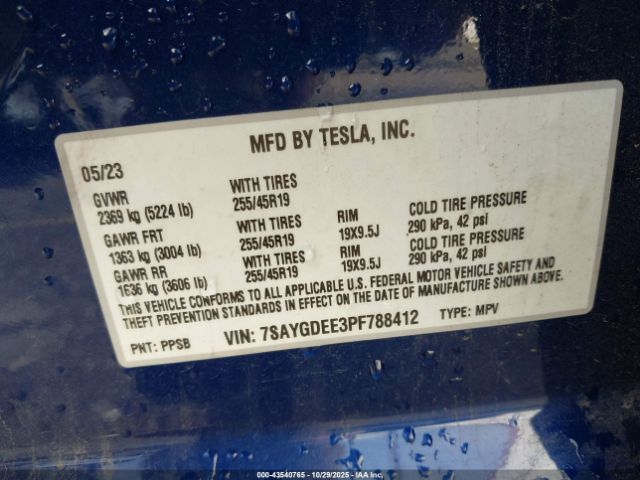 MFD BY TESLA, INC.
05/23
GVWR WITH TIRES
2369 kg (5224 lb) 255/45R19
GAWR FRT WITH TIRES RIM COLD TIRE PRESSURE
1363 kg (3004 lb) 255/45R19 19X9.5J 290 kPa, 42 psi
GAWR RR WITH TIRES RIM COLD TIRE PRESSURE
1636 kg (3606 lb) 255/45R19 19X9.5J 290 kPa, 42 psi
THIS VEHICLE CONFORMS TO ALL APPLICABLE U.S. FEDERAL MOTOR VEHICLE SAFETY AND
THEFT PREVENTION STANDARDS IN EFFECT ON THE DATE OF MANUFACTURE SHOWN ABOVE.
PNT: PPSB VIN: 7SAYGDEE3PF788412 TYPE: MPV
000-43540765 - 10/29/2025 - IAA Inc.